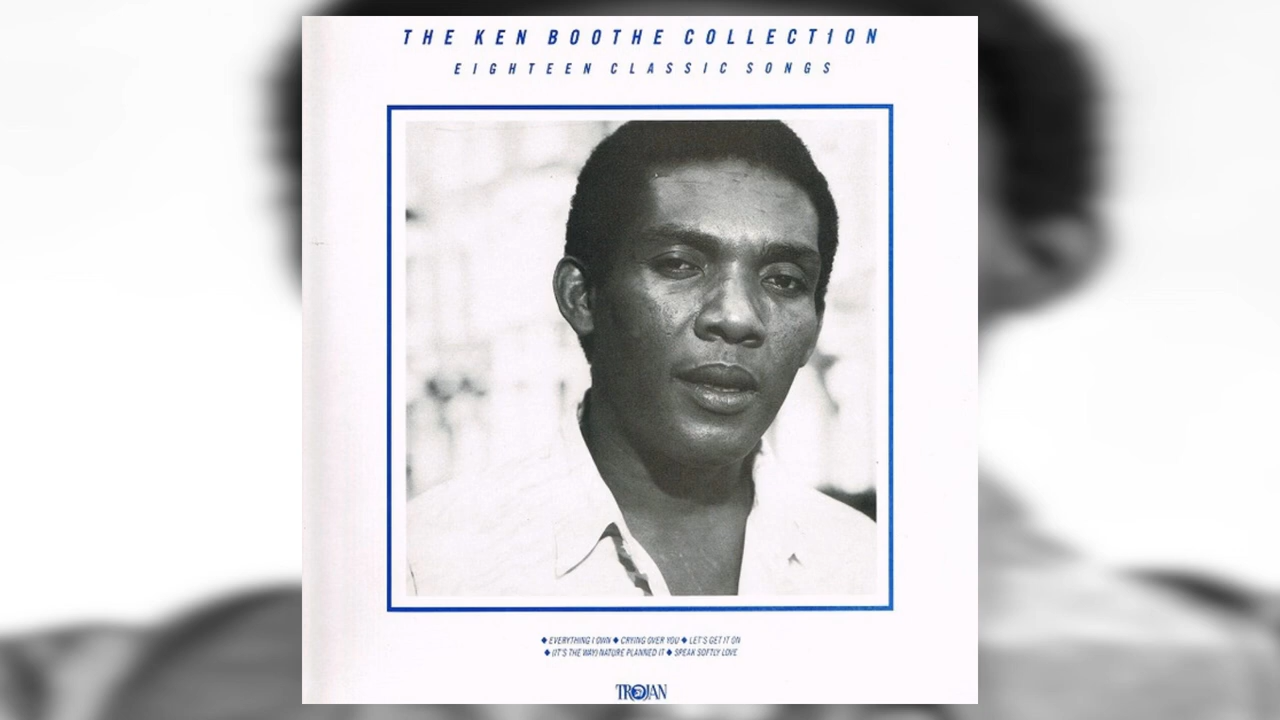 THE KEN BOOTHE COLLECTION
EIGHTEEN CLASSIC SONGS
◆ EVERYTHING I OWN ◆ CRYING OVER YOU ◆ LET'S GET IT ON
◆ (IT'S THE WAY) NATURE PLANNED IT ◆ SPEAK SOFTLY LOVE
TROJAN